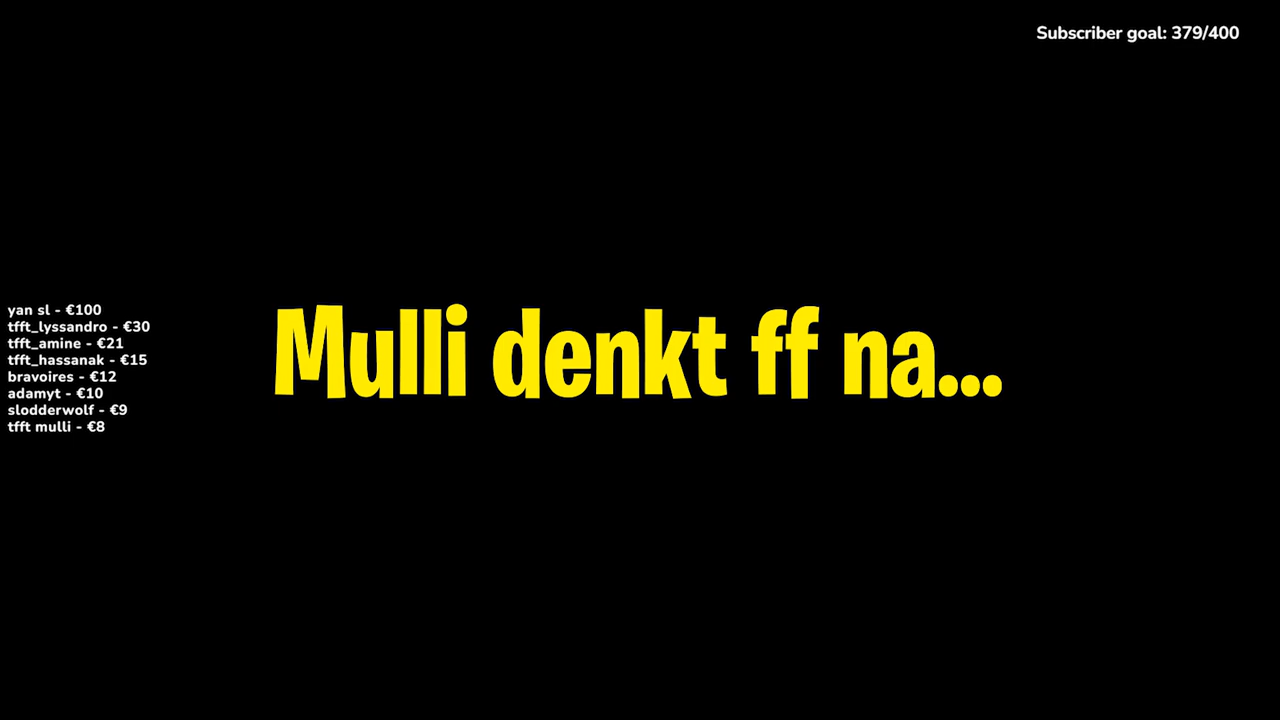 Subscriber goal: 379/400
yan sl - €100
tfft_lyssandro - €30
tfft_amine - €21
tfft_hassanak - €15
bravoires - €12
adamyt - €10
slodderwolf - €9
tfft mulli - €8
Mulli denkt ff na...